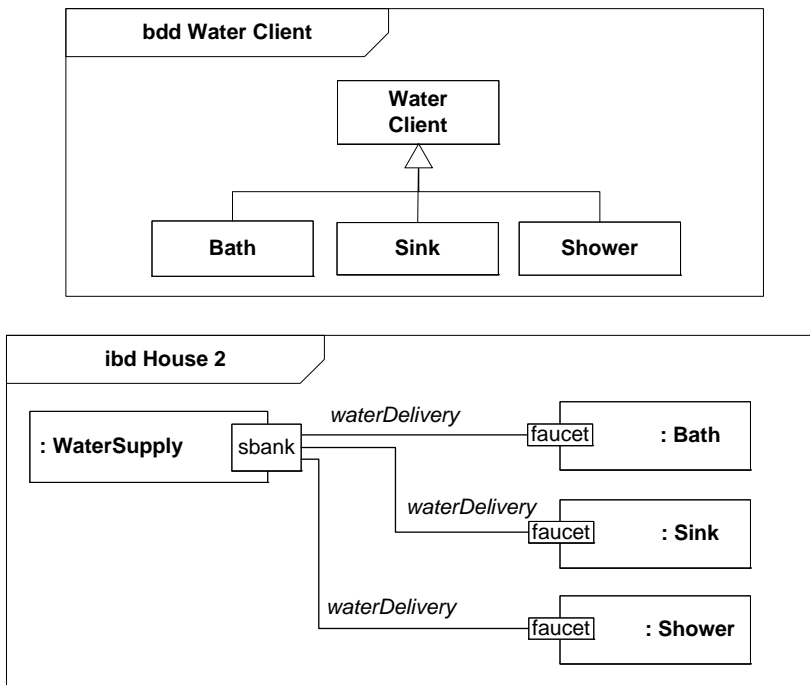 bdd Water Client
Water
Client
Bath
Sink
Shower
ibd House 2
: WaterSupply
sbank
waterDelivery
faucet
: Bath
waterDelivery
faucet
: Sink
waterDelivery
faucet
: Shower